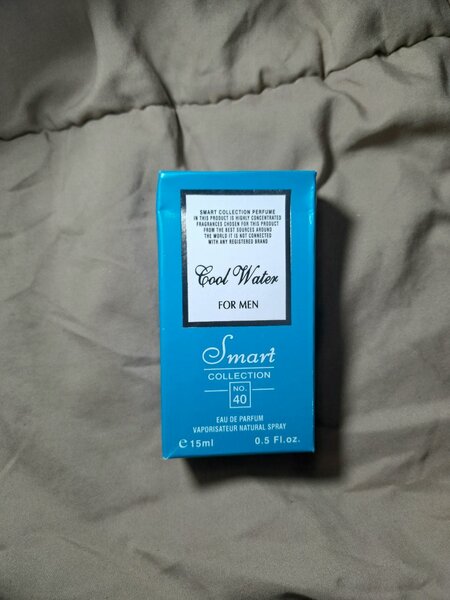 SMART COLLECTION PERFUME
IN THIS PRODUCT IS HIGHLY CONCENTRATED
FRAGRANCES CHOSEN FOR THIS PRODUCT
FROM THE BEST SOURCES AROUND
THE WORLD IT IS NOT CONNECTED
WITH ANY REGISTERED BRAND
Cool Water
FOR MEN
Smart
COLLECTION
NO.
40
EAU DE PARFUM
VAPORISATEUR NATURAL SPRAY
℮15ml 0.5 Fl.oz.